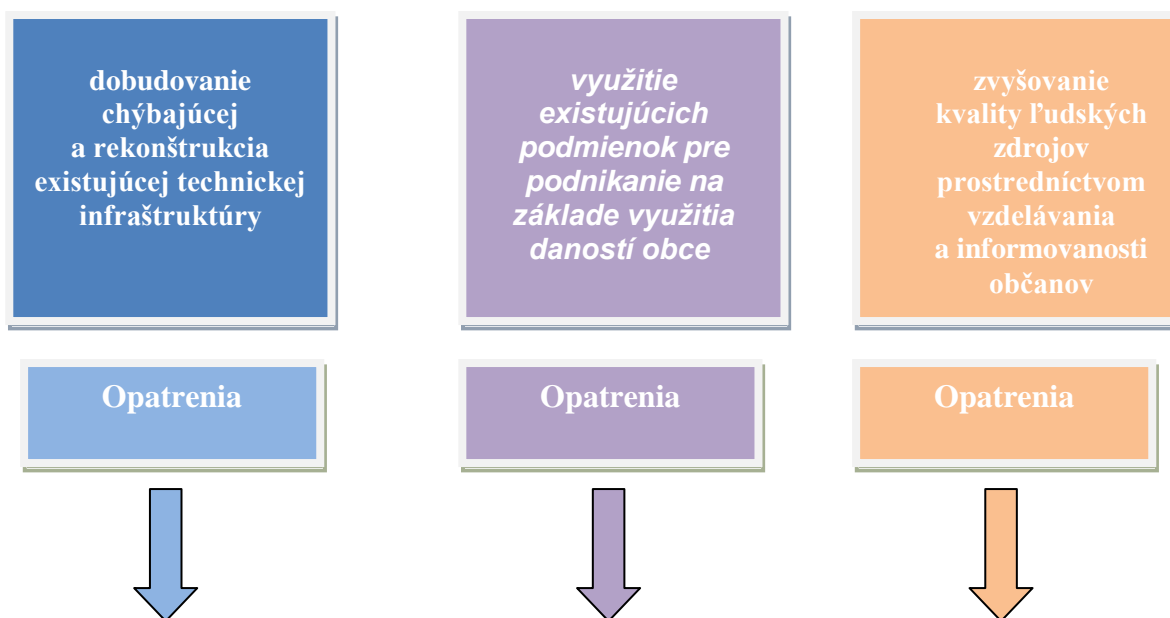 dobudovanie
chýbajúcej
a rekonštrukcia
existujúcej technickej
infraštruktúry
využitie
existujúcich
podmienok pre
podnikanie na
základe využitia
daností obce
zvyšovanie
kvality ľudských
zdrojov
prostredníctvom
vzdelávania
a informovanosti
občanov
Opatrenia
Opatrenia
Opatrenia